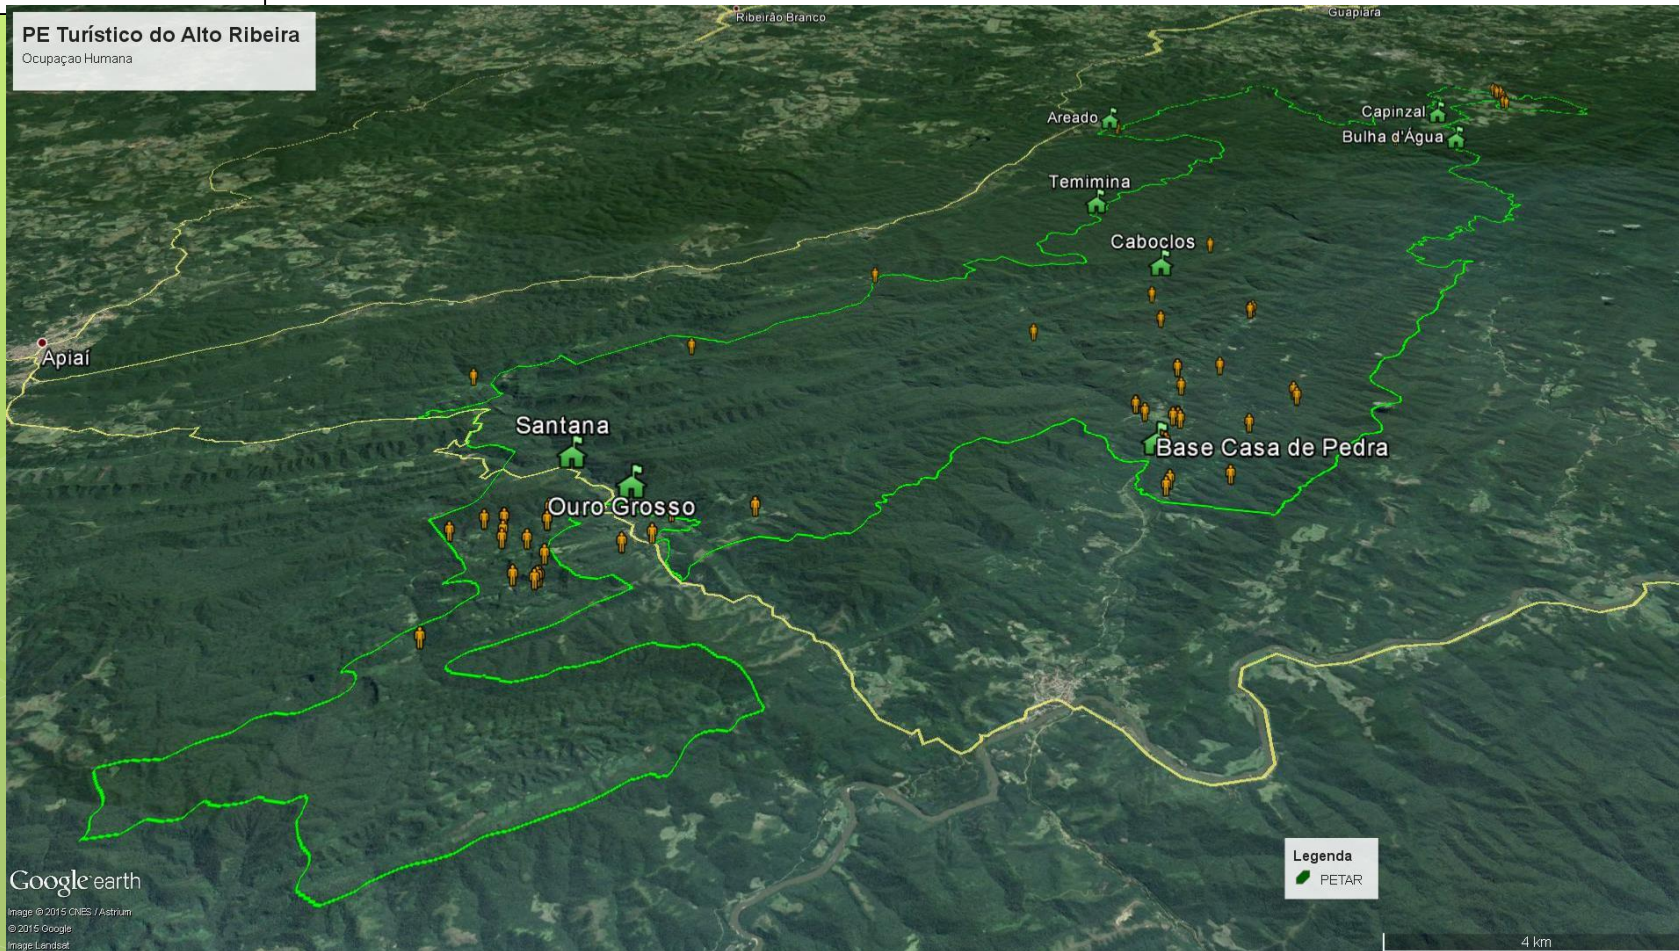 PE Turístico do Alto Ribeira
Ocupaçao Humana
Ribeirão Branco
Guapiara
Areado
Capinzal
Bulha d'Água
Temimina
Caboclos
Apiaí
Santana
Base Casa de Pedra
Ouro Grosso
Legenda
PETAR
Google earth
Image © 2015 CNES / Astrium
© 2015 Google
Image Landsat
4 km